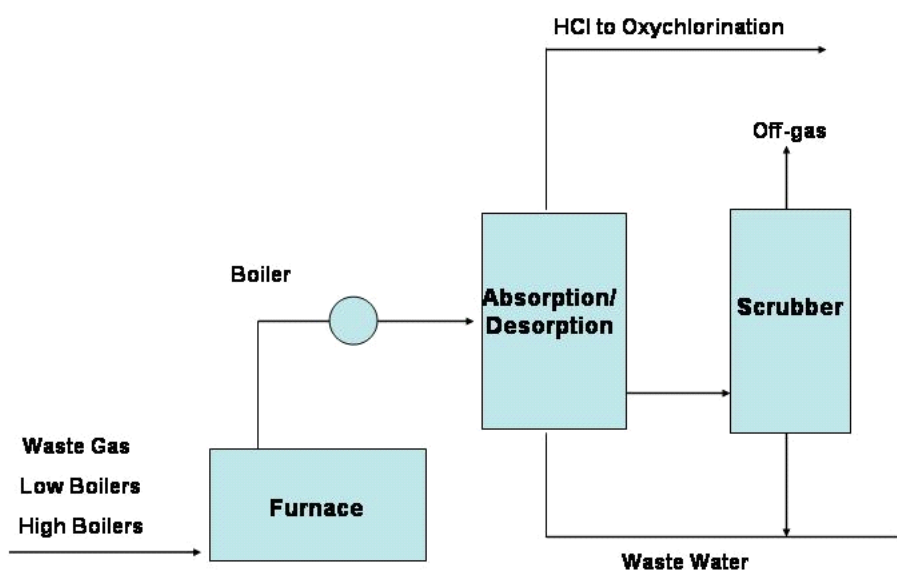 HCl to Oxychlorination
Off-gas
Boiler
Absorption/
Desorption
Scrubber
Waste Gas
Low Boilers
High Boilers
Furnace
Waste Water